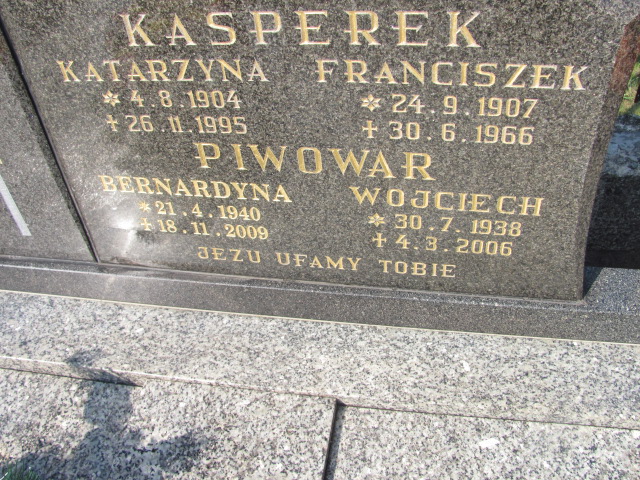 KASPEREK
KATARZYNA FRANCISZEK
* 4.8.1904 * 24.9.1907
+ 26.11.1995 + 30.6.1966
PIWOWAR
BERNARDYNA WOJCIECH
* 21.4.1940 * 30.7.1938
+ 18.11.2009 + 4.3.2006
JEZU UFAMY TOBIE